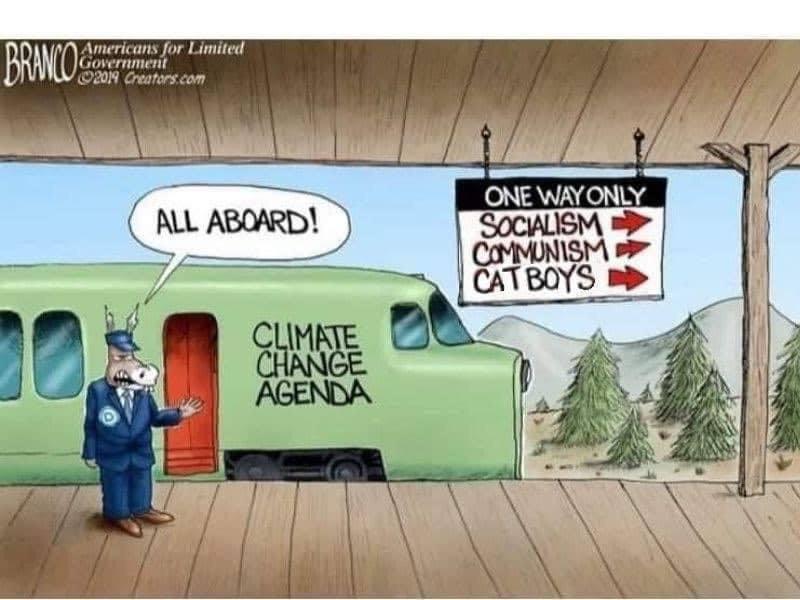 BRANCO Americans for Limited
Government
©2019 Creators.com
ONE WAY ONLY
SOCIALISM
COMMUNISM
CAT BOYS
ALL ABOARD!
CLIMATE
CHANGE
AGENDA
D